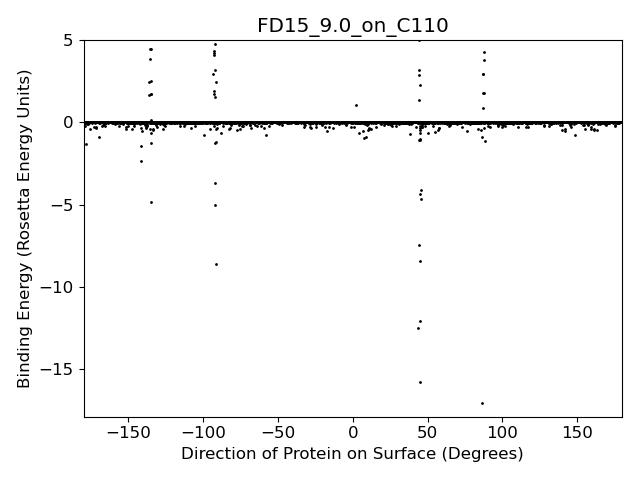 FD15_9.0_on_C110
Binding Energy (Rosetta Energy Units)
5
0
−5
−10
−15
−150 −100 −50 0 50 100 150
Direction of Protein on Surface (Degrees)